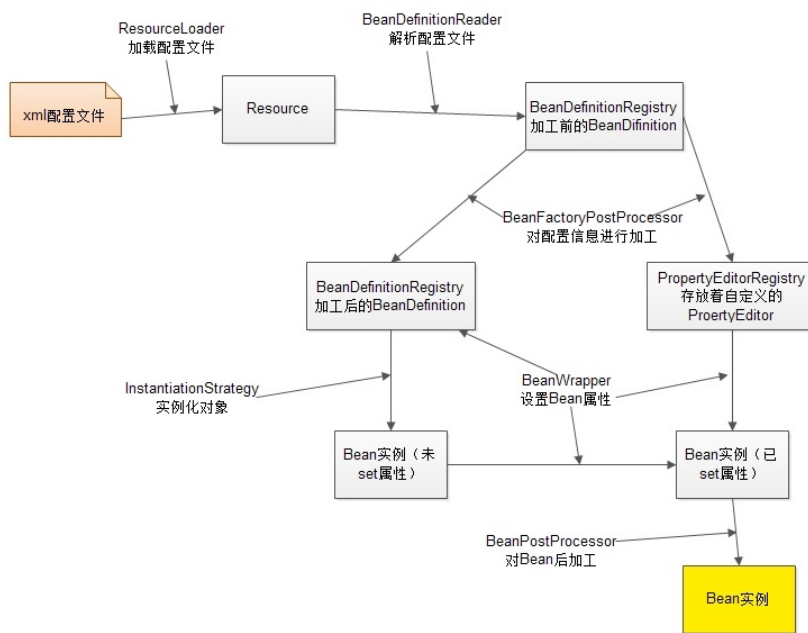 ResourceLoader
加载配置文件
BeanDefinitionReader
解析配置文件
xml配置文件
Resource
BeanDefinitionRegistry
加工前的BeanDifinition
BeanFactoryPostProcessor
对配置信息进行加工
BeanDefinitionRegistry
加工后的BeanDefinition
PropertyEditorRegistry
存放着自定义的
ProertyEditor
InstantiationStrategy
实例化对象
BeanWrapper
设置Bean属性
Bean实例（未
set属性）
Bean实例（已
set属性）
BeanPostProcessor
对Bean后加工
Bean实例